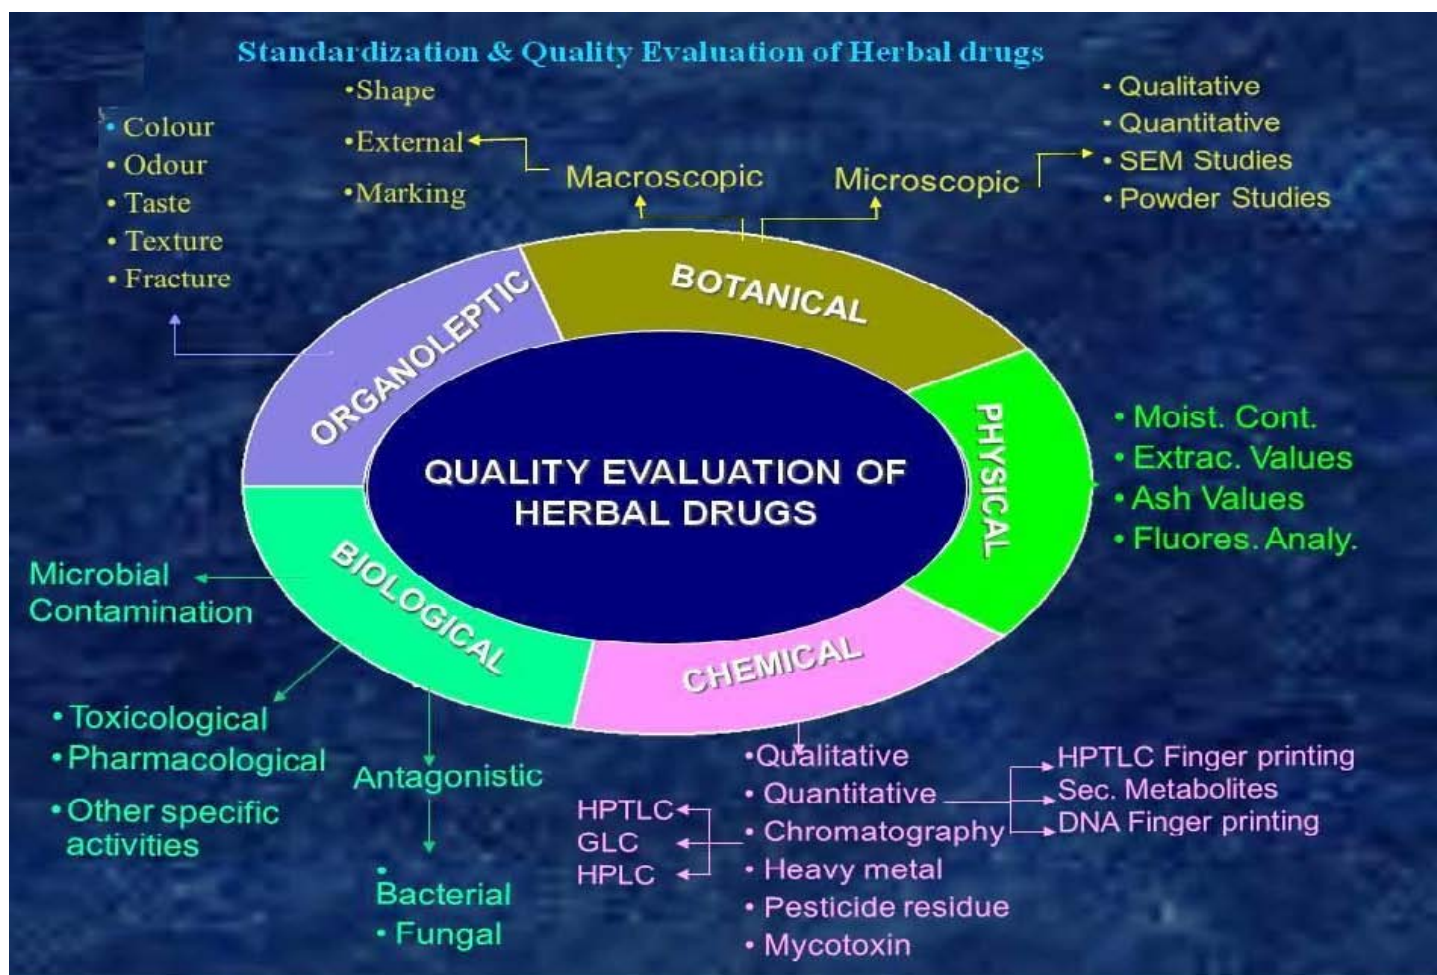 Standardization & Quality Evaluation of Herbal drugs
• Colour
• Odour
• Taste
• Texture
• Fracture
•Shape
•External
•Marking
Macroscopic
Microscopic
• Qualitative
• Quantitative
• SEM Studies
• Powder Studies
ORGANOLEPTIC
BOTANICAL
PHYSICAL
• Moist. Cont.
• Extrac. Values
• Ash Values
• Fluores. Analy.
QUALITY EVALUATION OF
HERBAL DRUGS
BIOLOGICAL
CHEMICAL
Microbial
Contamination
• Toxicological
• Pharmacological
• Other specific
activities
Antagonistic
•
Bacterial
• Fungal
•Qualitative
• Quantitative
• Chromatography
• Heavy metal
• Pesticide residue
• Mycotoxin
HPTLC
GLC
HPLC
HPTLC Finger printing
Sec. Metabolites
DNA Finger printing